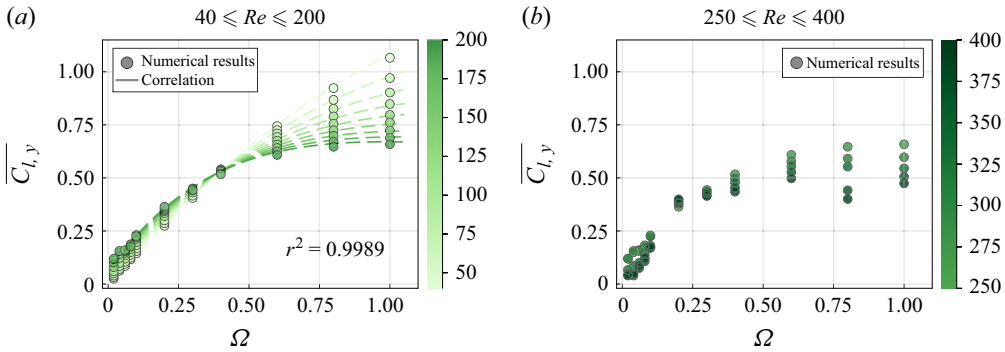 (a)
40 ⩽ Re ⩽ 200
Numerical results
Correlation
r² = 0.9989
1.00
0.75
0.50
0.25
0
0 0.25 0.50 0.75 1.00
C̅l, y
Ω
200
175
150
125
100
75
50
(b)
250 ⩽ Re ⩽ 400
Numerical results
1.00
0.75
0.50
0.25
0
0 0.25 0.50 0.75 1.00
C̅l, y
Ω
400
375
350
325
300
275
250